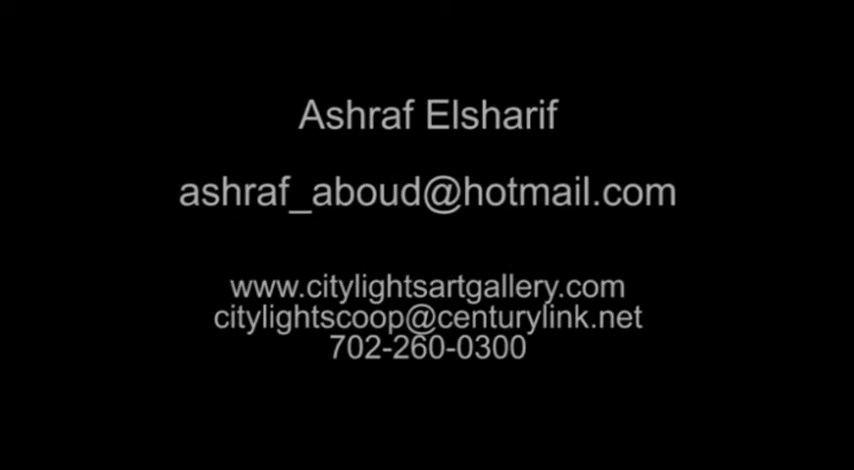 Ashraf Elsharif
ashraf_aboud@hotmail.com
www.citylightsartgallery.com
citylightscoop@centurylink.net
702-260-0300